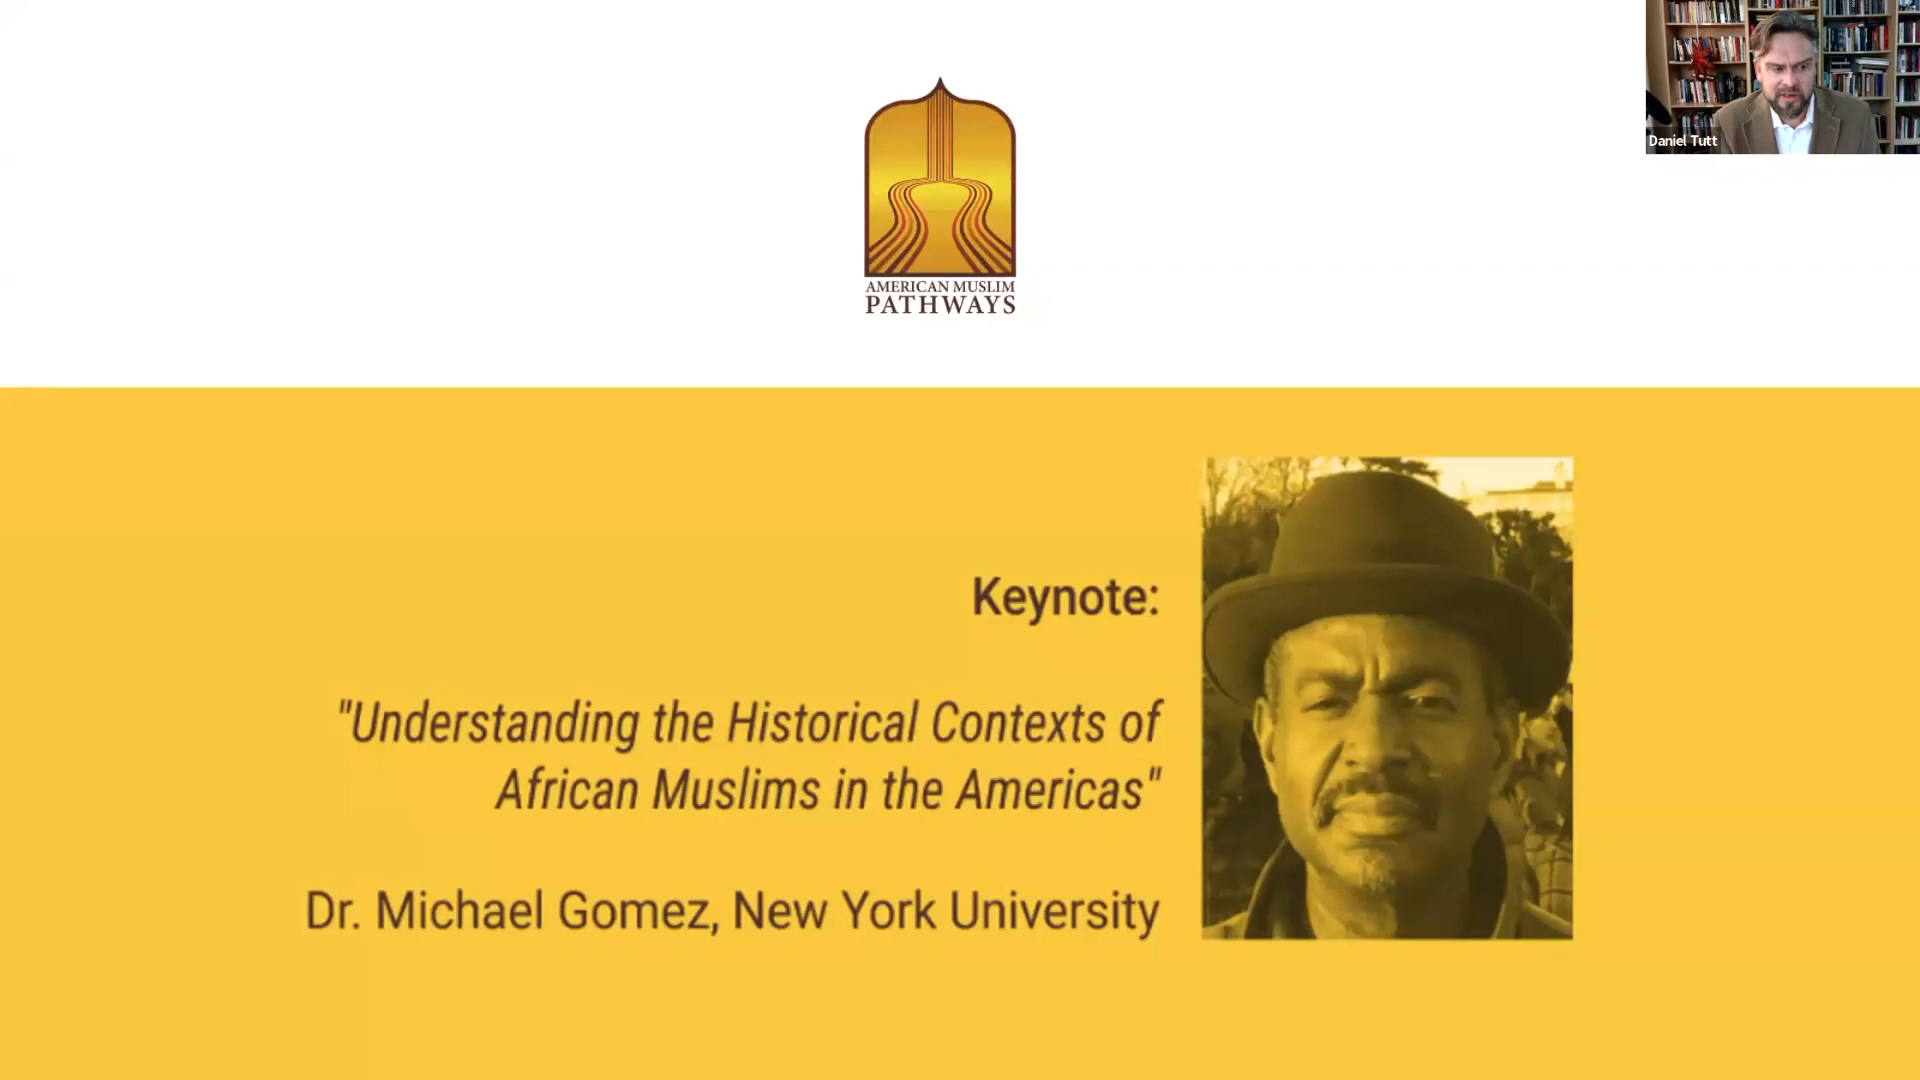 Daniel Tutt
AMERICAN MUSLIM
PATHWAYS
Keynote:
"Understanding the Historical Contexts of
African Muslims in the Americas"
Dr. Michael Gomez, New York University